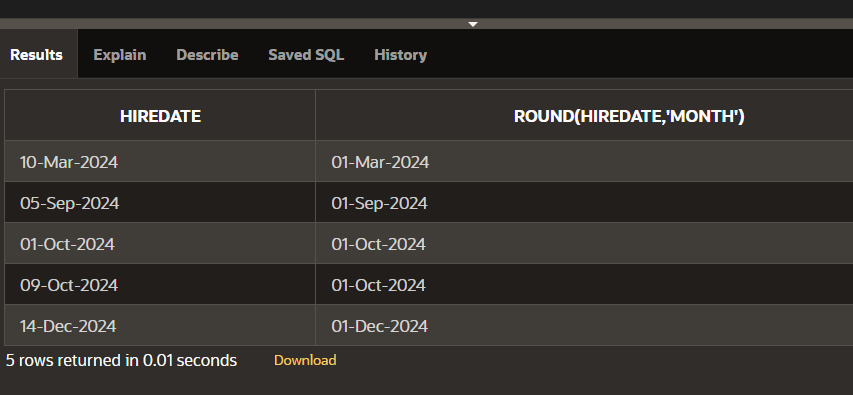 Results Explain Describe Saved SQL History
HIREDATE ROUND(HIREDATE,'MONTH')
10-Mar-2024 01-Mar-2024
05-Sep-2024 01-Sep-2024
01-Oct-2024 01-Oct-2024
09-Oct-2024 01-Oct-2024
14-Dec-2024 01-Dec-2024
5 rows returned in 0.01 seconds Download